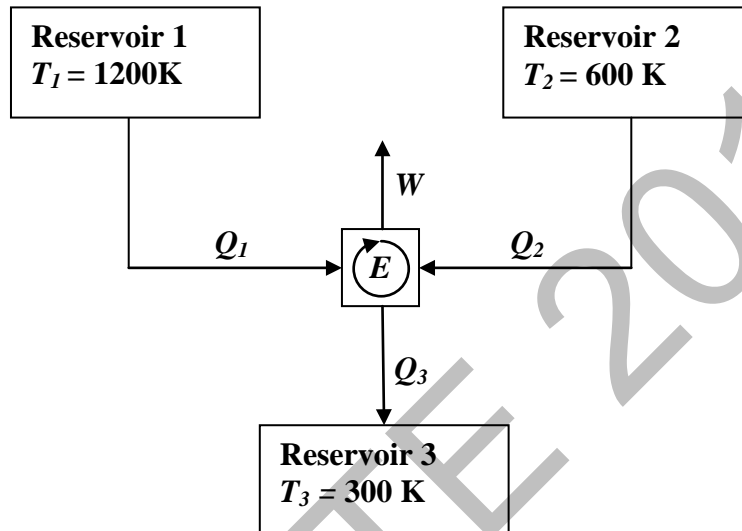 Reservoir 1
T1 = 1200K
Reservoir 2
T2 = 600 K
W
Q1
E
Q2
Q3
Reservoir 3
T3 = 300 K